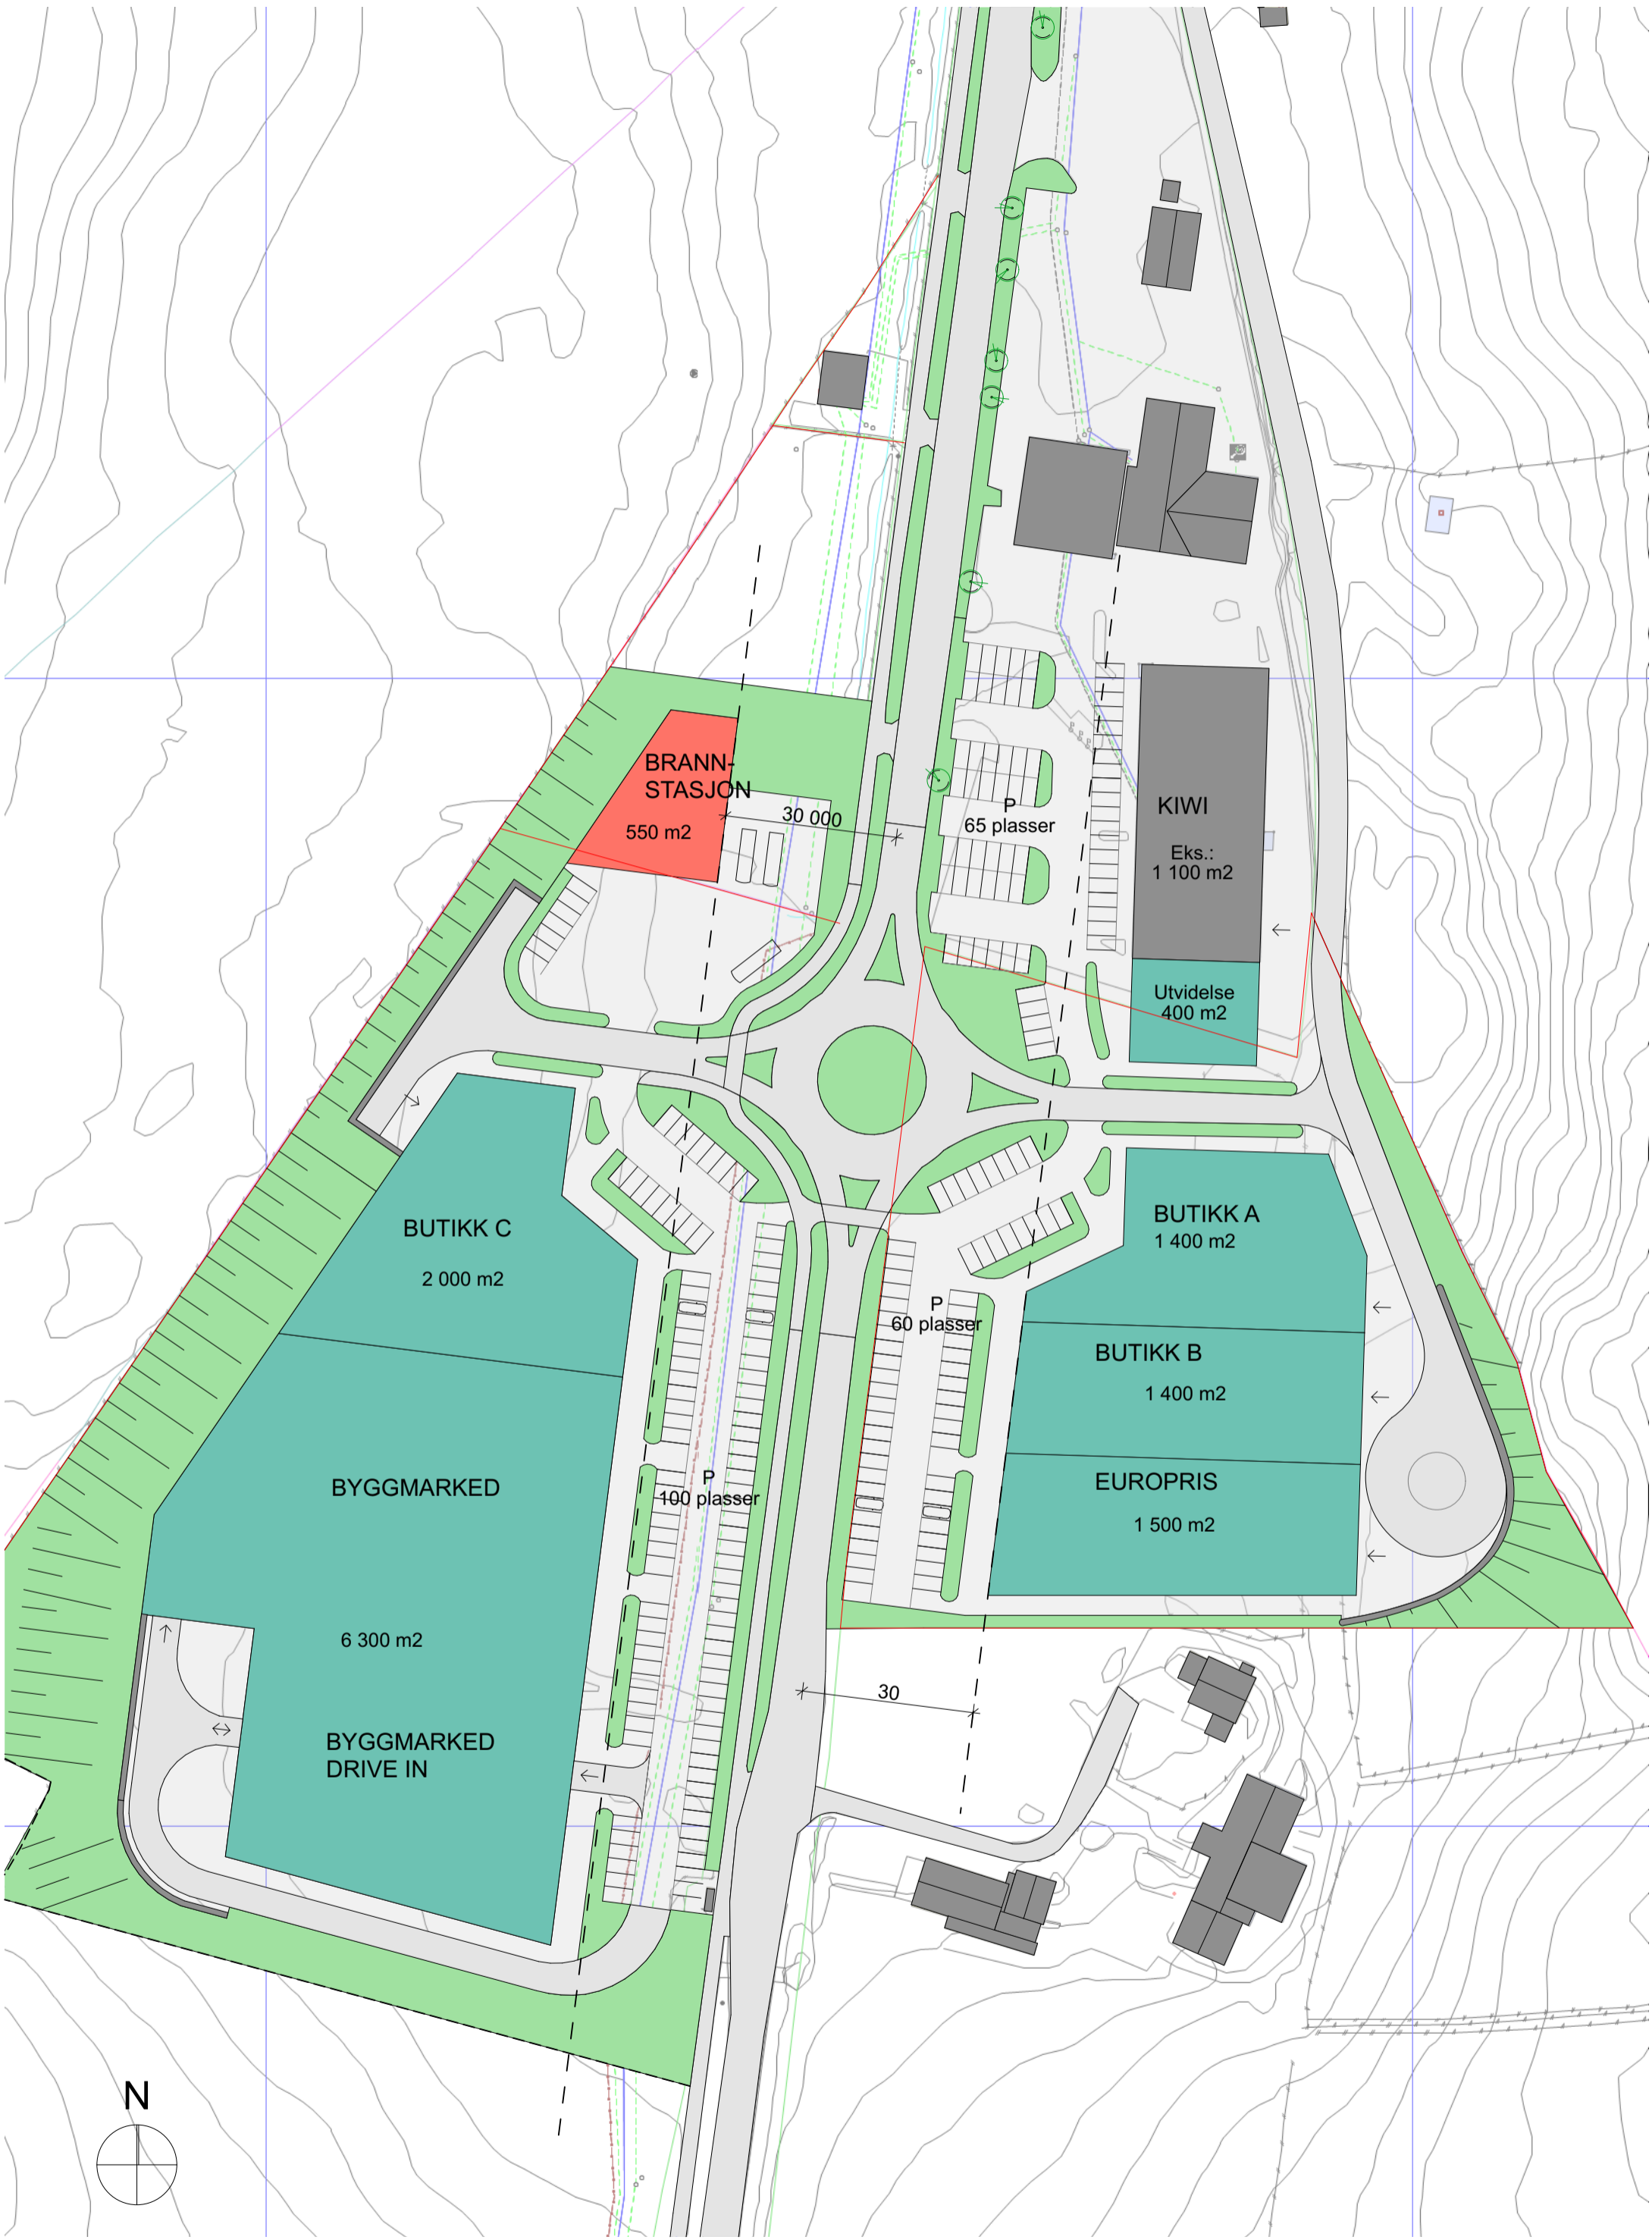 BRANN-
STASJON
550 m2
30 000
P
65 plasser
KIWI
Eks.:
1 100 m2
Utvidelse
400 m2
BUTIKK C
2 000 m2
BUTIKK A
1 400 m2
P
60 plasser
BUTIKK B
1 400 m2
EUROPRIS
1 500 m2
BYGGMARKED
P
100 plasser
6 300 m2
BYGGMARKED
DRIVE IN
30
N